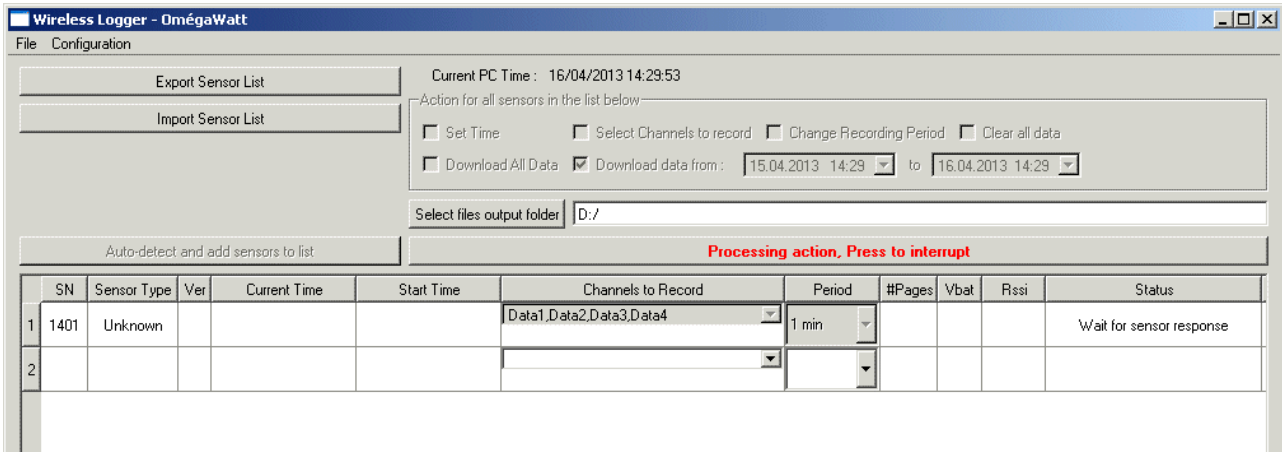 Wireless Logger - OmégaWatt
File Configuration
Export Sensor List
Import Sensor List
Current PC Time : 16/04/2013 14:29:53
Action for all sensors in the list below
Set Time Select Channels to record Change Recording Period Clear all data
Download All Data Download data from : 15.04.2013 14:29 to 16.04.2013 14:29
Select files output folder D:/
Auto-detect and add sensors to list Processing action, Press to interrupt
SN Sensor Type Ver Current Time Start Time Channels to Record Period #Pages Vbat Rssi Status
1 1401 Unknown Data1,Data2,Data3,Data4 1 min Wait for sensor response
2